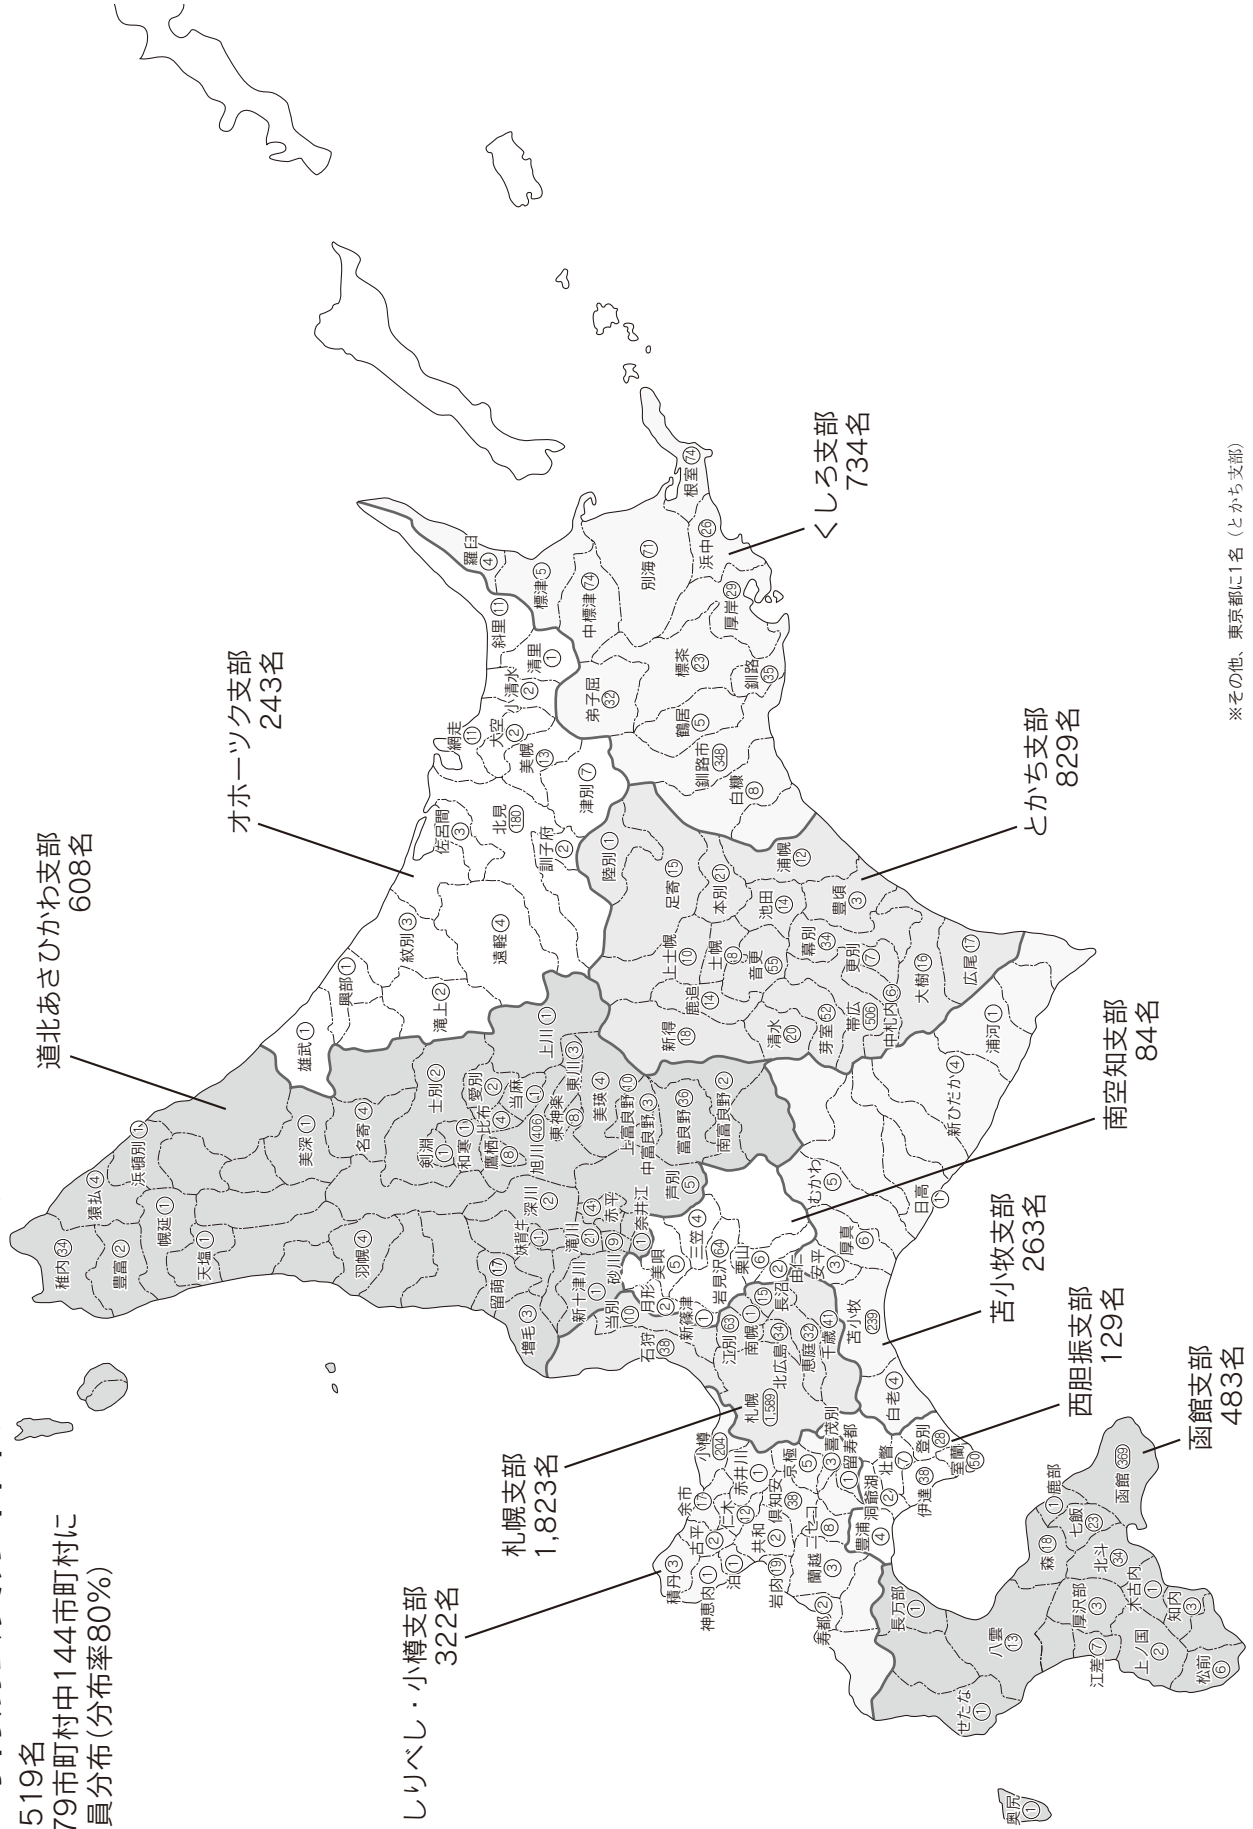 519名
79市町村中144市町村に
員分布(分布率80%)
道北あさひかわ支部
608名
オホーツク支部
243名
くしろ支部
734名
とかち支部
829名
南空知支部
84名
苫小牧支部
263名
西胆振支部
129名
函館支部
483名
札幌支部
1,823名
しりべし・小樽支部
322名
稚内 34
猿払 4
豊富 2
浜頓別 1
幌延 1
天塩 1
美深 1
名寄 4
羽幌 4
士別 2
剣淵 1
和寒 1
愛別 2
比布 4
鷹栖 8
当麻 1
旭川 406
東神楽 8
東川 3
上川 1
美瑛 4
上富良野 10
中富良野 3
富良野 36
南富良野 2
留萌 17
増毛 3
妹背牛 1
深川 2
新十津川 1
滝川 21
赤平 4
砂川 9
奈井江 1
芦別 5
雄武 1
興部 1
紋別 3
滝上 2
遠軽 4
佐呂間 3
北見 180
訓子府 2
網走 11
大空 2
美幌 13
津別 7
小清水 2
清里 1
斜里 11
羅臼 4
標津 5
中標津 74
別海 71
根室 74
浜中 26
厚岸 29
標茶 23
弟子屈 32
釧路 35
鶴居 5
釧路市 348
白糠 8
陸別 1
足寄 15
本別 21
浦幌 12
池田 14
豊頃 3
上士幌 10
士幌 8
音更 55
幕別 34
更別 7
鹿追 14
新得 18
清水 20
芽室 52
帯広 506
中札内 6
大樹 16
広尾 17
美唄 5
三笠 4
岩見沢 64
月形 2
栗山 6
由仁 2
長沼 15
南幌 1
当別 10
新篠津 1
石狩 38
江別 63
札幌 1,589
北広島 34
恵庭 32
千歳 41
むかわ 5
安平 3
厚真 6
苫小牧 239
白老 4
日高 1
新ひだか 4
浦河 1
小樽 204
余市 17
赤井川 1
仁木 12
古平 2
積丹 3
神恵内 1
泊 1
共和 2
岩内 19
倶知安 38
京極 5
喜茂別 3
留寿都 1
ニセコ 8
蘭越 3
寿都 2
登別 28
室蘭 50
壮瞥 7
伊達 38
洞爺湖 2
豊浦 4
長万部 1
八雲 13
せたな 1
奥尻 1
森 18
鹿部 1
七飯 23
函館 369
北斗 34
厚沢部 3
江差 7
木古内 1
上ノ国 2
知内 3
松前 6
※その他、東京都に1名（とかち支部）